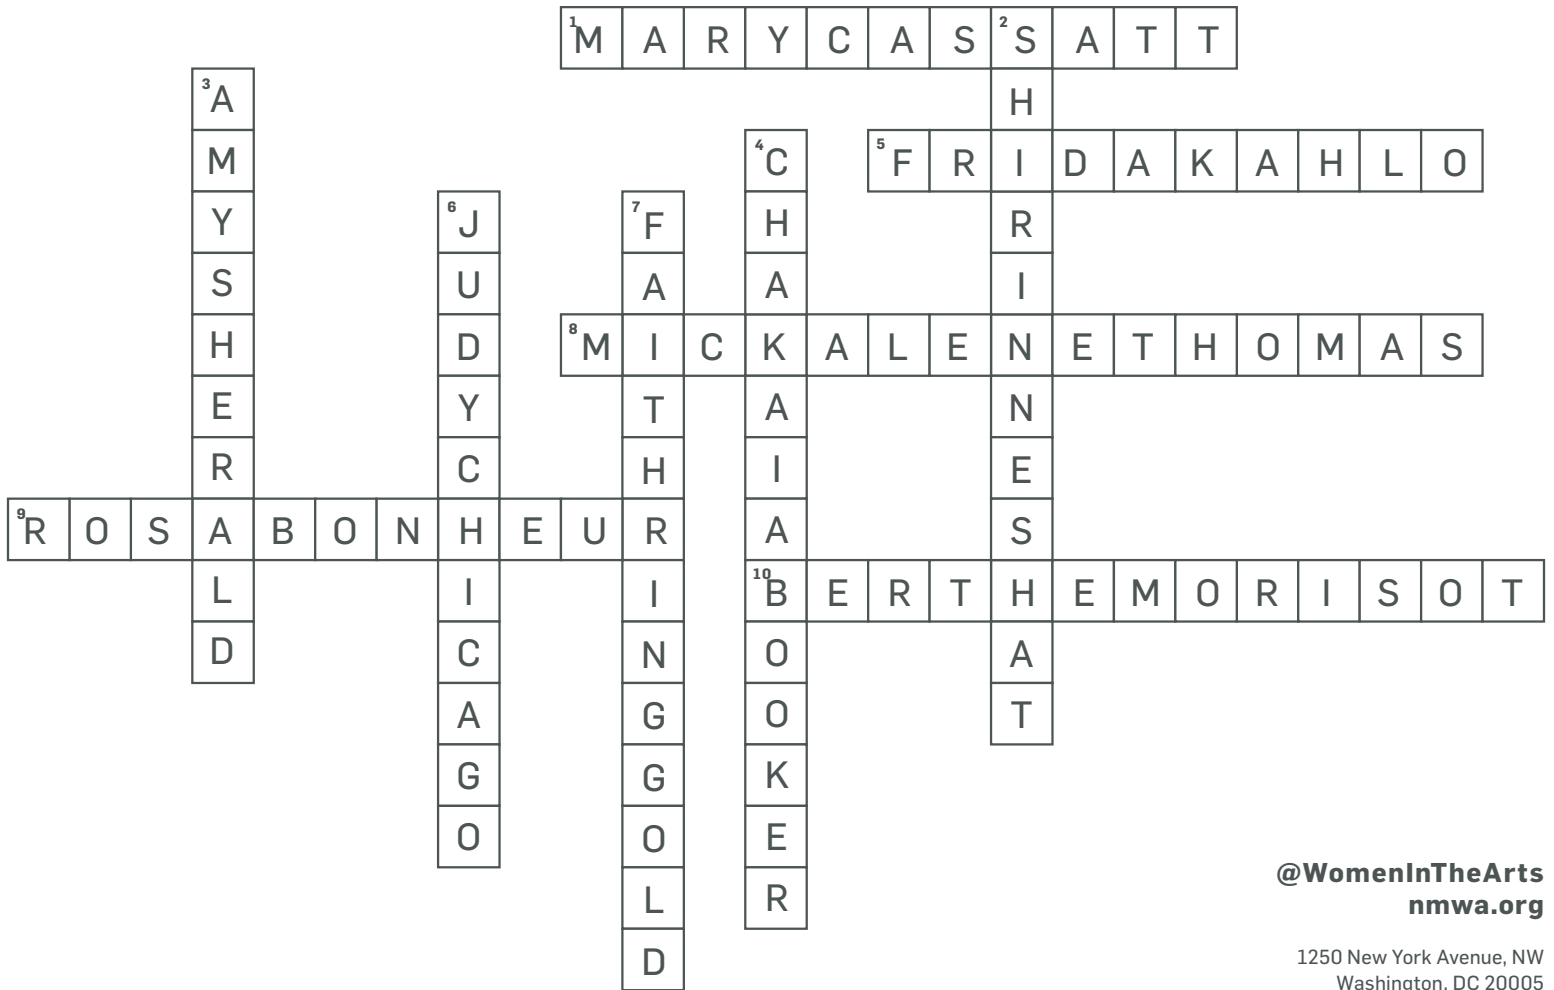 1 MARYCASSATT
2 SHIRINNESHAT
3 AMYSHERALD
4 CHAKAIABOOKER
5 FRIDAKAHLO
6 JUDYCHICAGO
7 FAITHRINGGOLD
8 MICKALENETHOMAS
9 ROSABONHEUR
10 BERTHEMORISOT
@WomenInTheArts
nmwa.org
1250 New York Avenue, NW
Washington, DC 20005